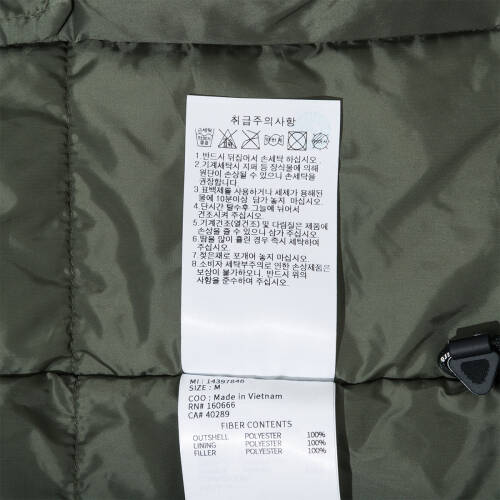 취급주의사항
1. 반드시 뒤집어서 손세탁 하십시오.
2. 기계세탁시 지퍼 등 장식물에 의해
원단이 손상될 수 있으니 손세탁을
권장합니다
3. 표백제를 사용하거나 세제가 용해된
물에 10분이상 담가 놓지 마십시오.
4. 단시간 탈수후 그늘에 뉘어서
건조시켜 주십시오.
5. 기계건조(열건조) 및 다림질은 제품에
손상을 줄 수 있으니 삼가 주십시오.
6. 땀을 많이 흘린 경우 즉시 세탁하여
주십시오.
7. 젖은채로 포개어 놓지 마십시오.
8. 소비자 세탁부주의로 인한 손상제품은
보상이 불가하오니, 반드시 위의
사항을 준수하여 주십시오.
MT: 14397846
SIZE: M
COO: Made in Vietnam
RN# 160666
CA# 40289
FIBER CONTENTS
OUTSHELL POLYESTER 100%
LINING POLYESTER 100%
FILLER POLYESTER 100%